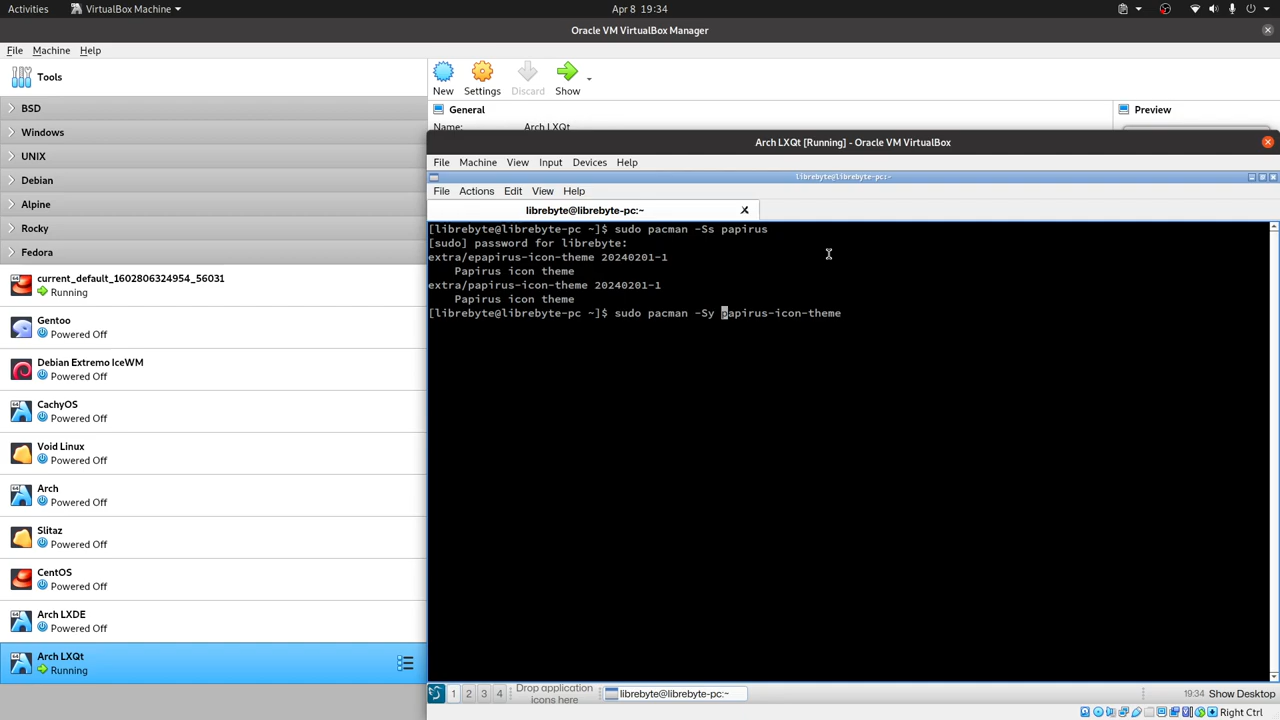 Activities
VirtualBox Machine
Apr 8 19:34
Oracle VM VirtualBox Manager
File Machine Help
Tools
New Settings Discard Show
General
Preview
Name: Arch LXQt
BSD
Windows
UNIX
Debian
Alpine
Rocky
Fedora
current_default_1602806324954_56031
Running
Gentoo
Powered Off
Debian Extremo IceWM
Powered Off
CachyOS
Powered Off
Void Linux
Powered Off
Arch
Powered Off
Slitaz
Powered Off
CentOS
Powered Off
Arch LXDE
Powered Off
Arch LXQt
Running
Arch LXQt [Running] - Oracle VM VirtualBox
File Machine View Input Devices Help
librebyte@librebyte-pc:~
File Actions Edit View Help
librebyte@librebyte-pc:~
[librebyte@librebyte-pc ~]$ sudo pacman -Ss papirus
[sudo] password for librebyte:
extra/epapirus-icon-theme 20240201-1
Papirus icon theme
extra/papirus-icon-theme 20240201-1
Papirus icon theme
[librebyte@librebyte-pc ~]$ sudo pacman -Sy papirus-icon-theme
1 2 3 4
Drop application
icons here
librebyte@librebyte-pc:~
19:34 Show Desktop
Right Ctrl